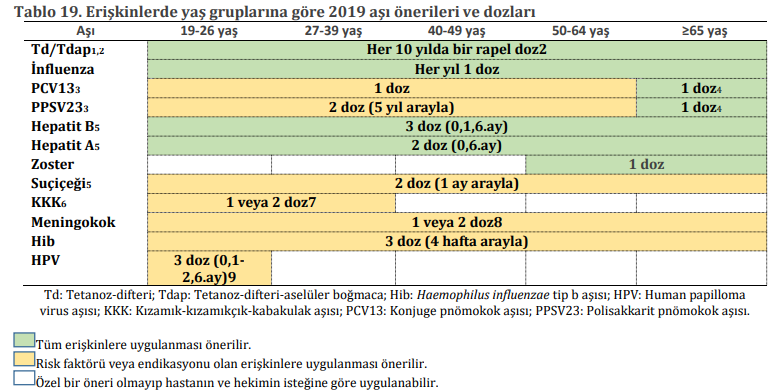 Tablo 19. Erişkinlerde yaş gruplarına göre 2019 aşı önerileri ve dozları
Aşı 19-26 yaş 27-39 yaş 40-49 yaş 50-64 yaş ≥65 yaş
Td/Tdap1,2 Her 10 yılda bir rapel doz2
İnfluenza Her yıl 1 doz
PCV133 1 doz 1 doz4
PPSV233 2 doz (5 yıl arayla) 1 doz4
Hepatit B5 3 doz (0,1,6.ay)
Hepatit A5 2 doz (0,6.ay)
Zoster 1 doz
Suçiçeği5 2 doz (1 ay arayla)
KKK6 1 veya 2 doz7
Meningokok 1 veya 2 doz8
Hib 3 doz (4 hafta arayla)
HPV 3 doz (0,1-
2,6.ay)9
Td: Tetanoz-difteri; Tdap: Tetanoz-difteri-aselüler boğmaca; Hib: Haemophilus influenzae tip b aşısı; HPV: Human papilloma
virus aşısı; KKK: Kızamık-kızamıkçık-kabakulak aşısı; PCV13: Konjuge pnömokok aşısı; PPSV23: Polisakkarit pnömokok aşısı.
Tüm erişkinlere uygulanması önerilir.
Risk faktörü veya endikasyonu olan erişkinlere uygulanması önerilir.
Özel bir öneri olmayıp hastanın ve hekimin isteğine göre uygulanabilir.